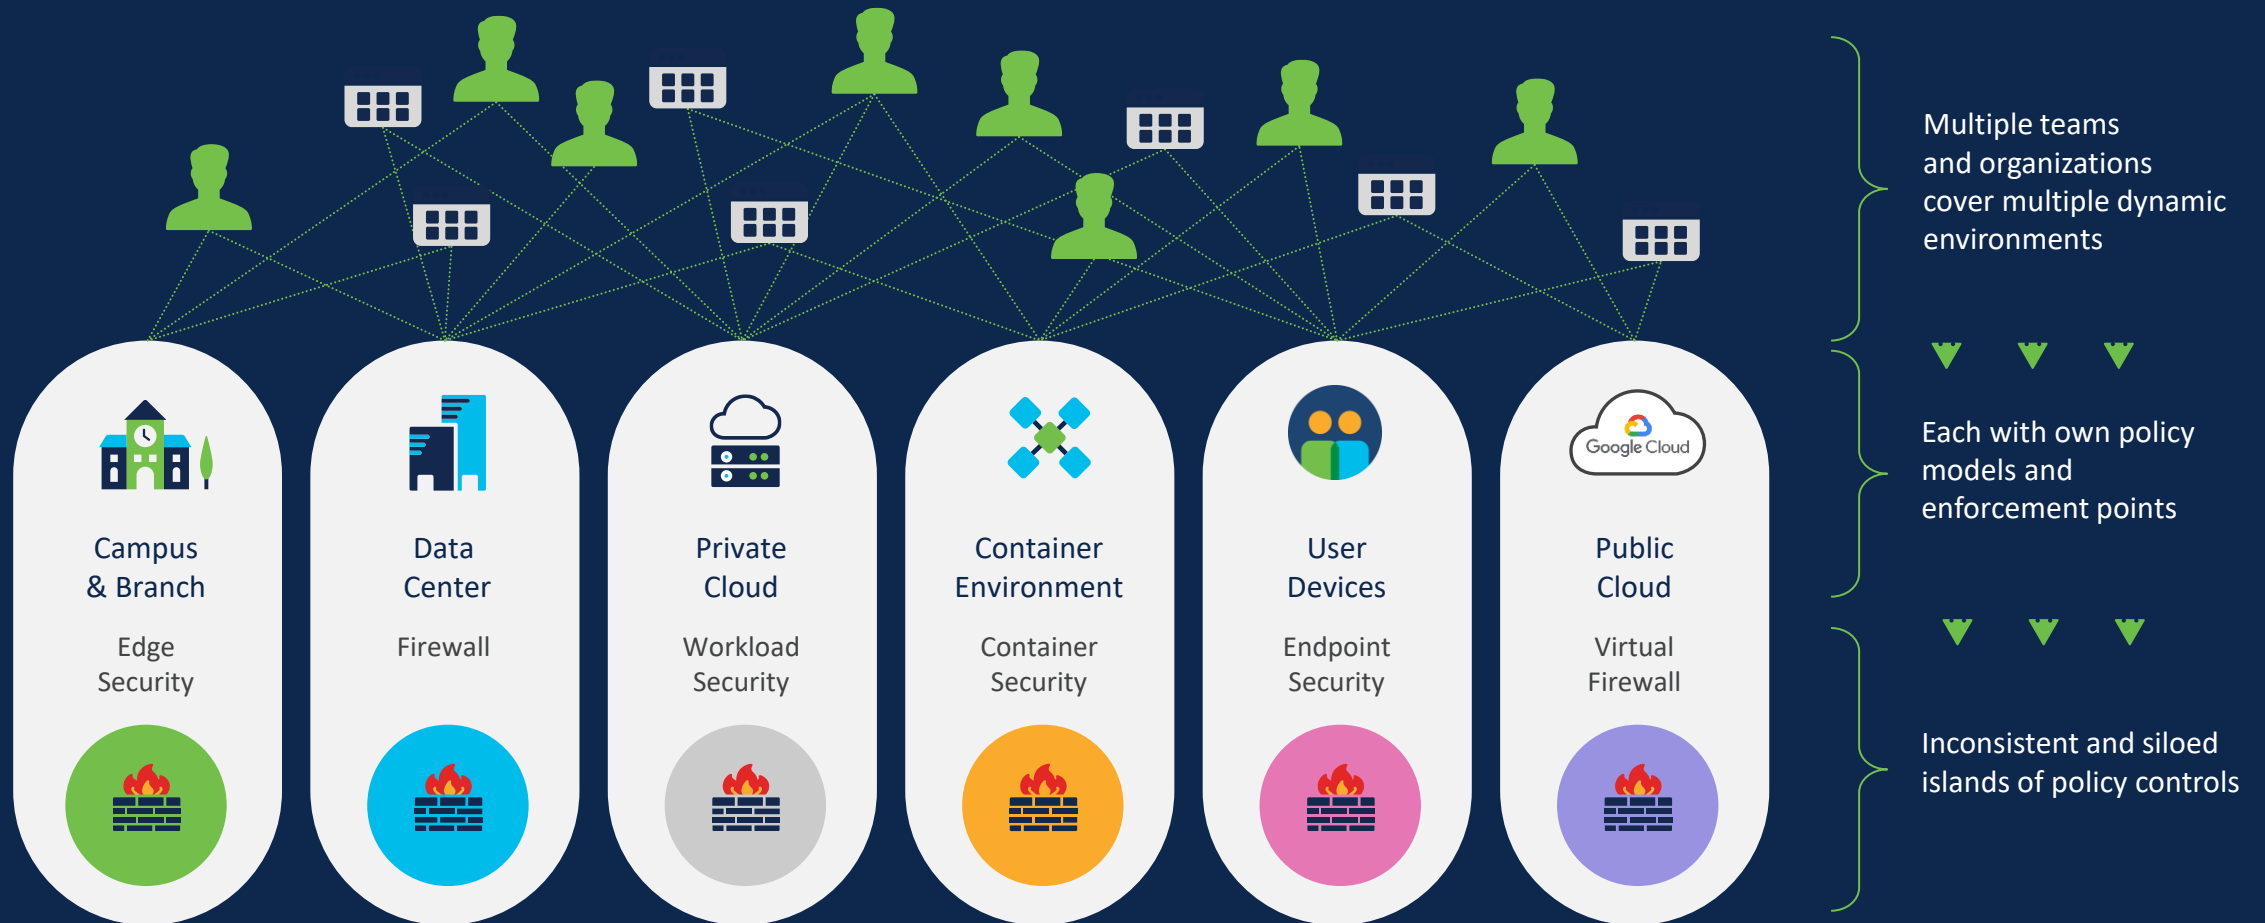 Multiple teams
and organizations
cover multiple dynamic
environments
Each with own policy
models and
enforcement points
Inconsistent and siloed
islands of policy controls
Campus
& Branch
Edge
Security
Data
Center
Firewall
Private
Cloud
Workload
Security
Container
Environment
Container
Security
User
Devices
Endpoint
Security
Google Cloud
Public
Cloud
Virtual
Firewall